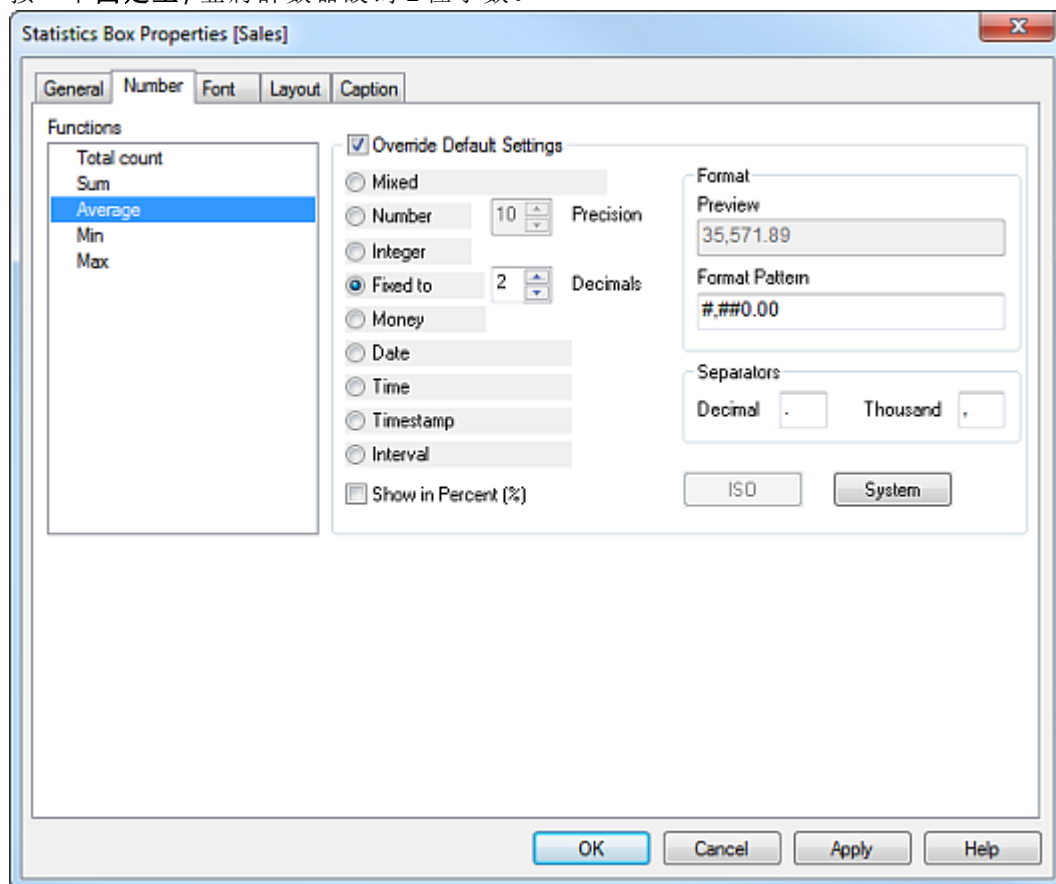 Statistics Box Properties [Sales]
General Number Font Layout Caption
Functions
Total count
Sum
Average
Min
Max
Override Default Settings
Mixed
Number 10 Precision
Integer
Fixed to 2 Decimals
Money
Date
Time
Timestamp
Interval
Show in Percent (%)
Format
Preview
35,571.89
Format Pattern
#,##0.00
Separators
Decimal . Thousand ,
ISO System
OK Cancel Apply Help